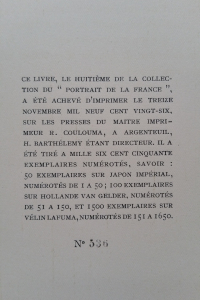 CE LIVRE, LE HUITIÈME DE LA COLLEC-
TION DU " PORTRAIT DE LA FRANCE ",
A ÉTÉ ACHEVÉ D'IMPRIMER LE TREIZE
NOVEMBRE MIL NEUF CENT VINGT-SIX,
SUR LES PRESSES DU MAITRE IMPRI-
MEUR R. COULOUMA, A ARGENTEUIL,
H. BARTHÉLEMY ÉTANT DIRECTEUR. IL A
ÉTÉ TIRÉ A MILLE SIX CENT CINQUANTE
EXEMPLAIRES NUMÉROTÉS, SAVOIR :
50 EXEMPLAIRES SUR JAPON IMPÉRIAL,
NUMÉROTÉS DE 1 A 50 ; 100 EXEMPLAIRES
SUR HOLLANDE VAN GELDER, NUMÉROTÉS
DE 51 A 150, ET 1500 EXEMPLAIRES SUR
VÉLIN LAFUMA, NUMÉROTÉS DE 151 A 1650.
Nº 536